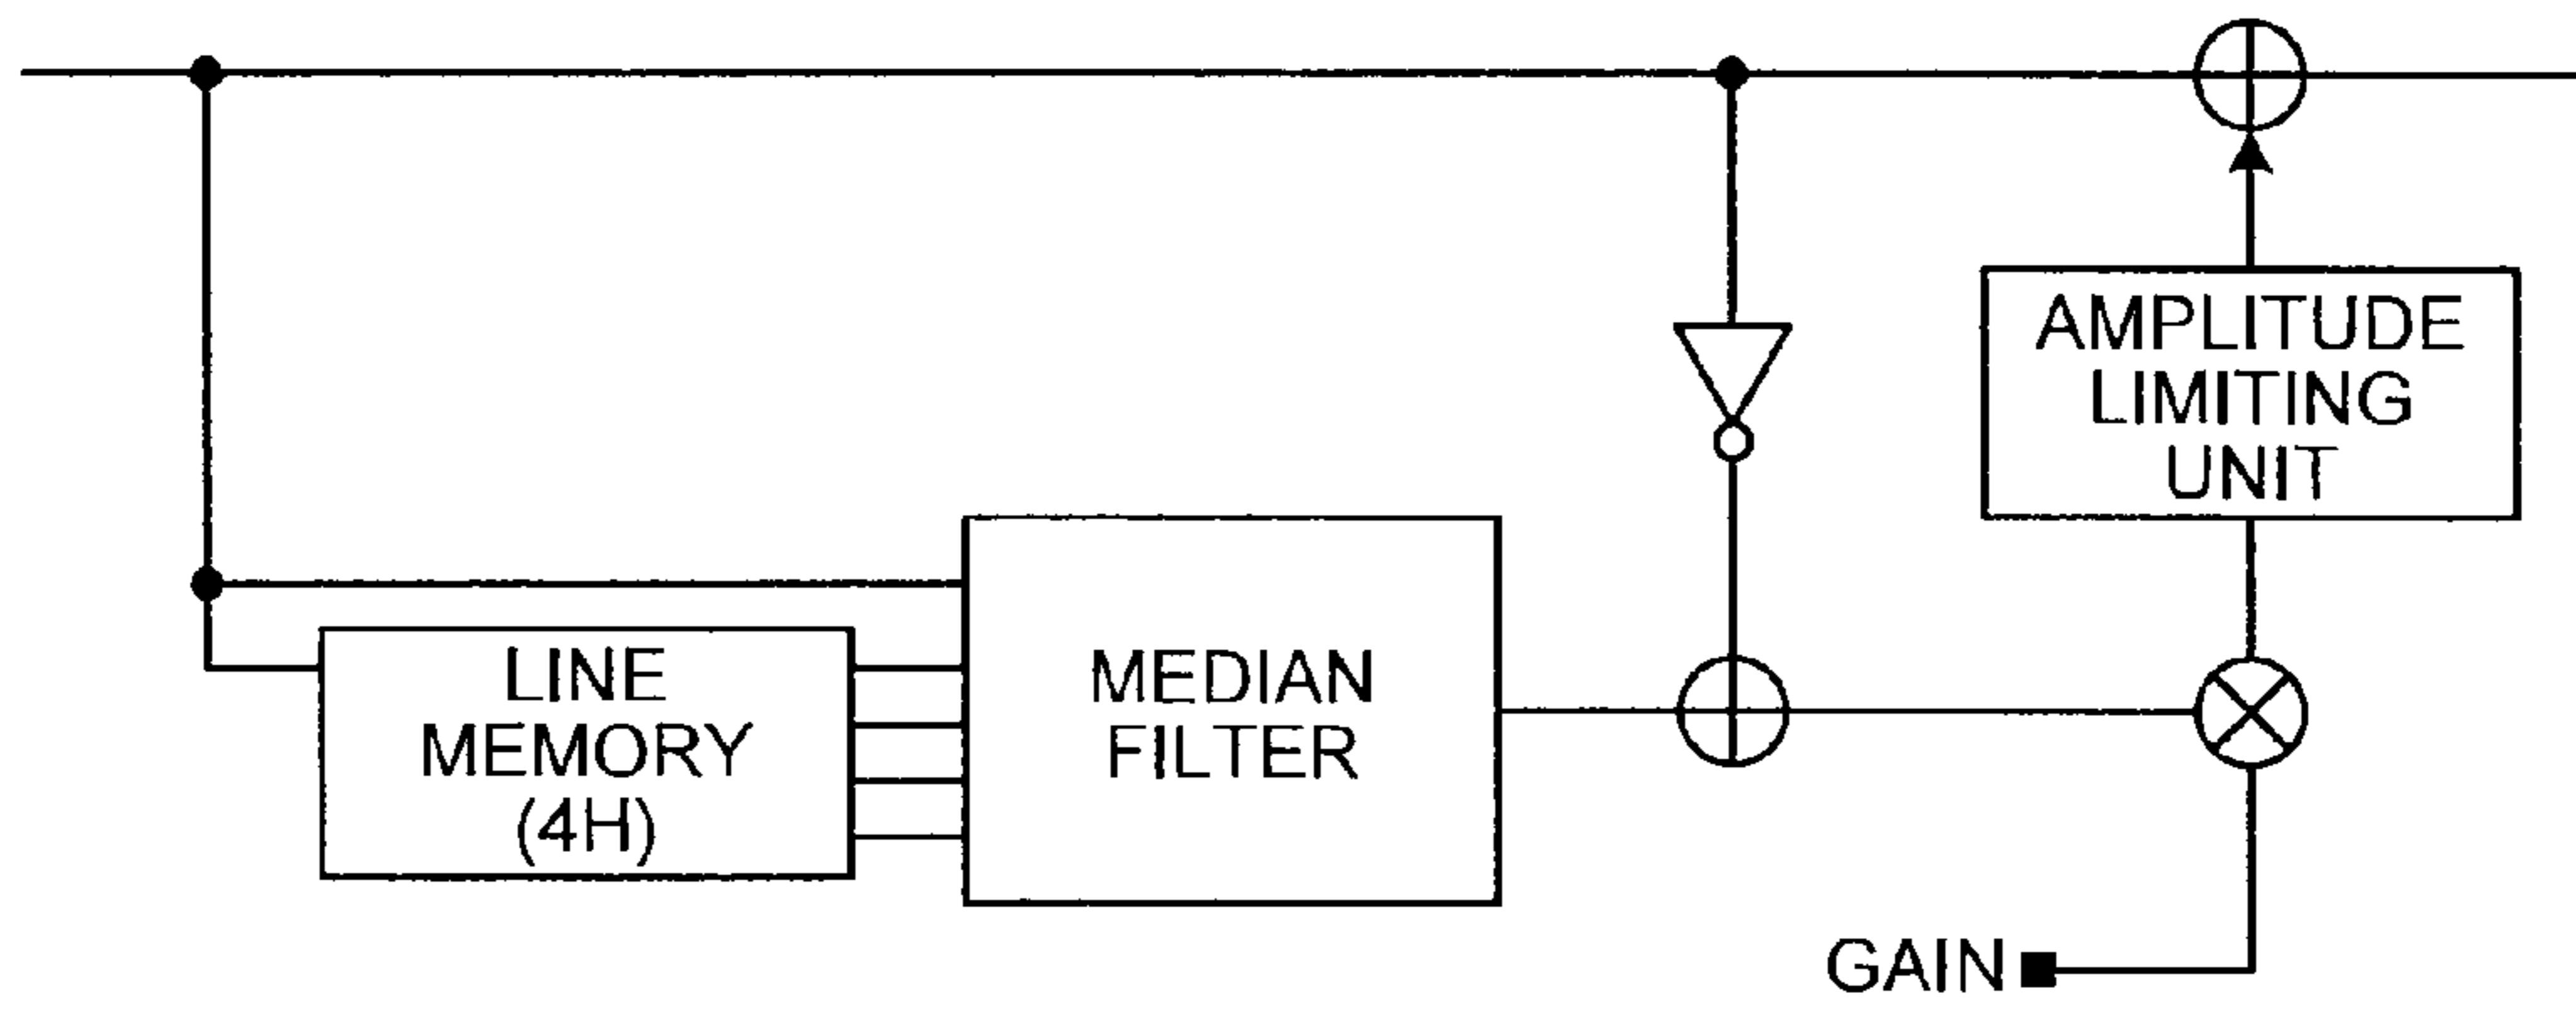 AMPLITUDE
LIMITING
UNIT
LINE
MEMORY
(4H)
MEDIAN
FILTER
GAIN